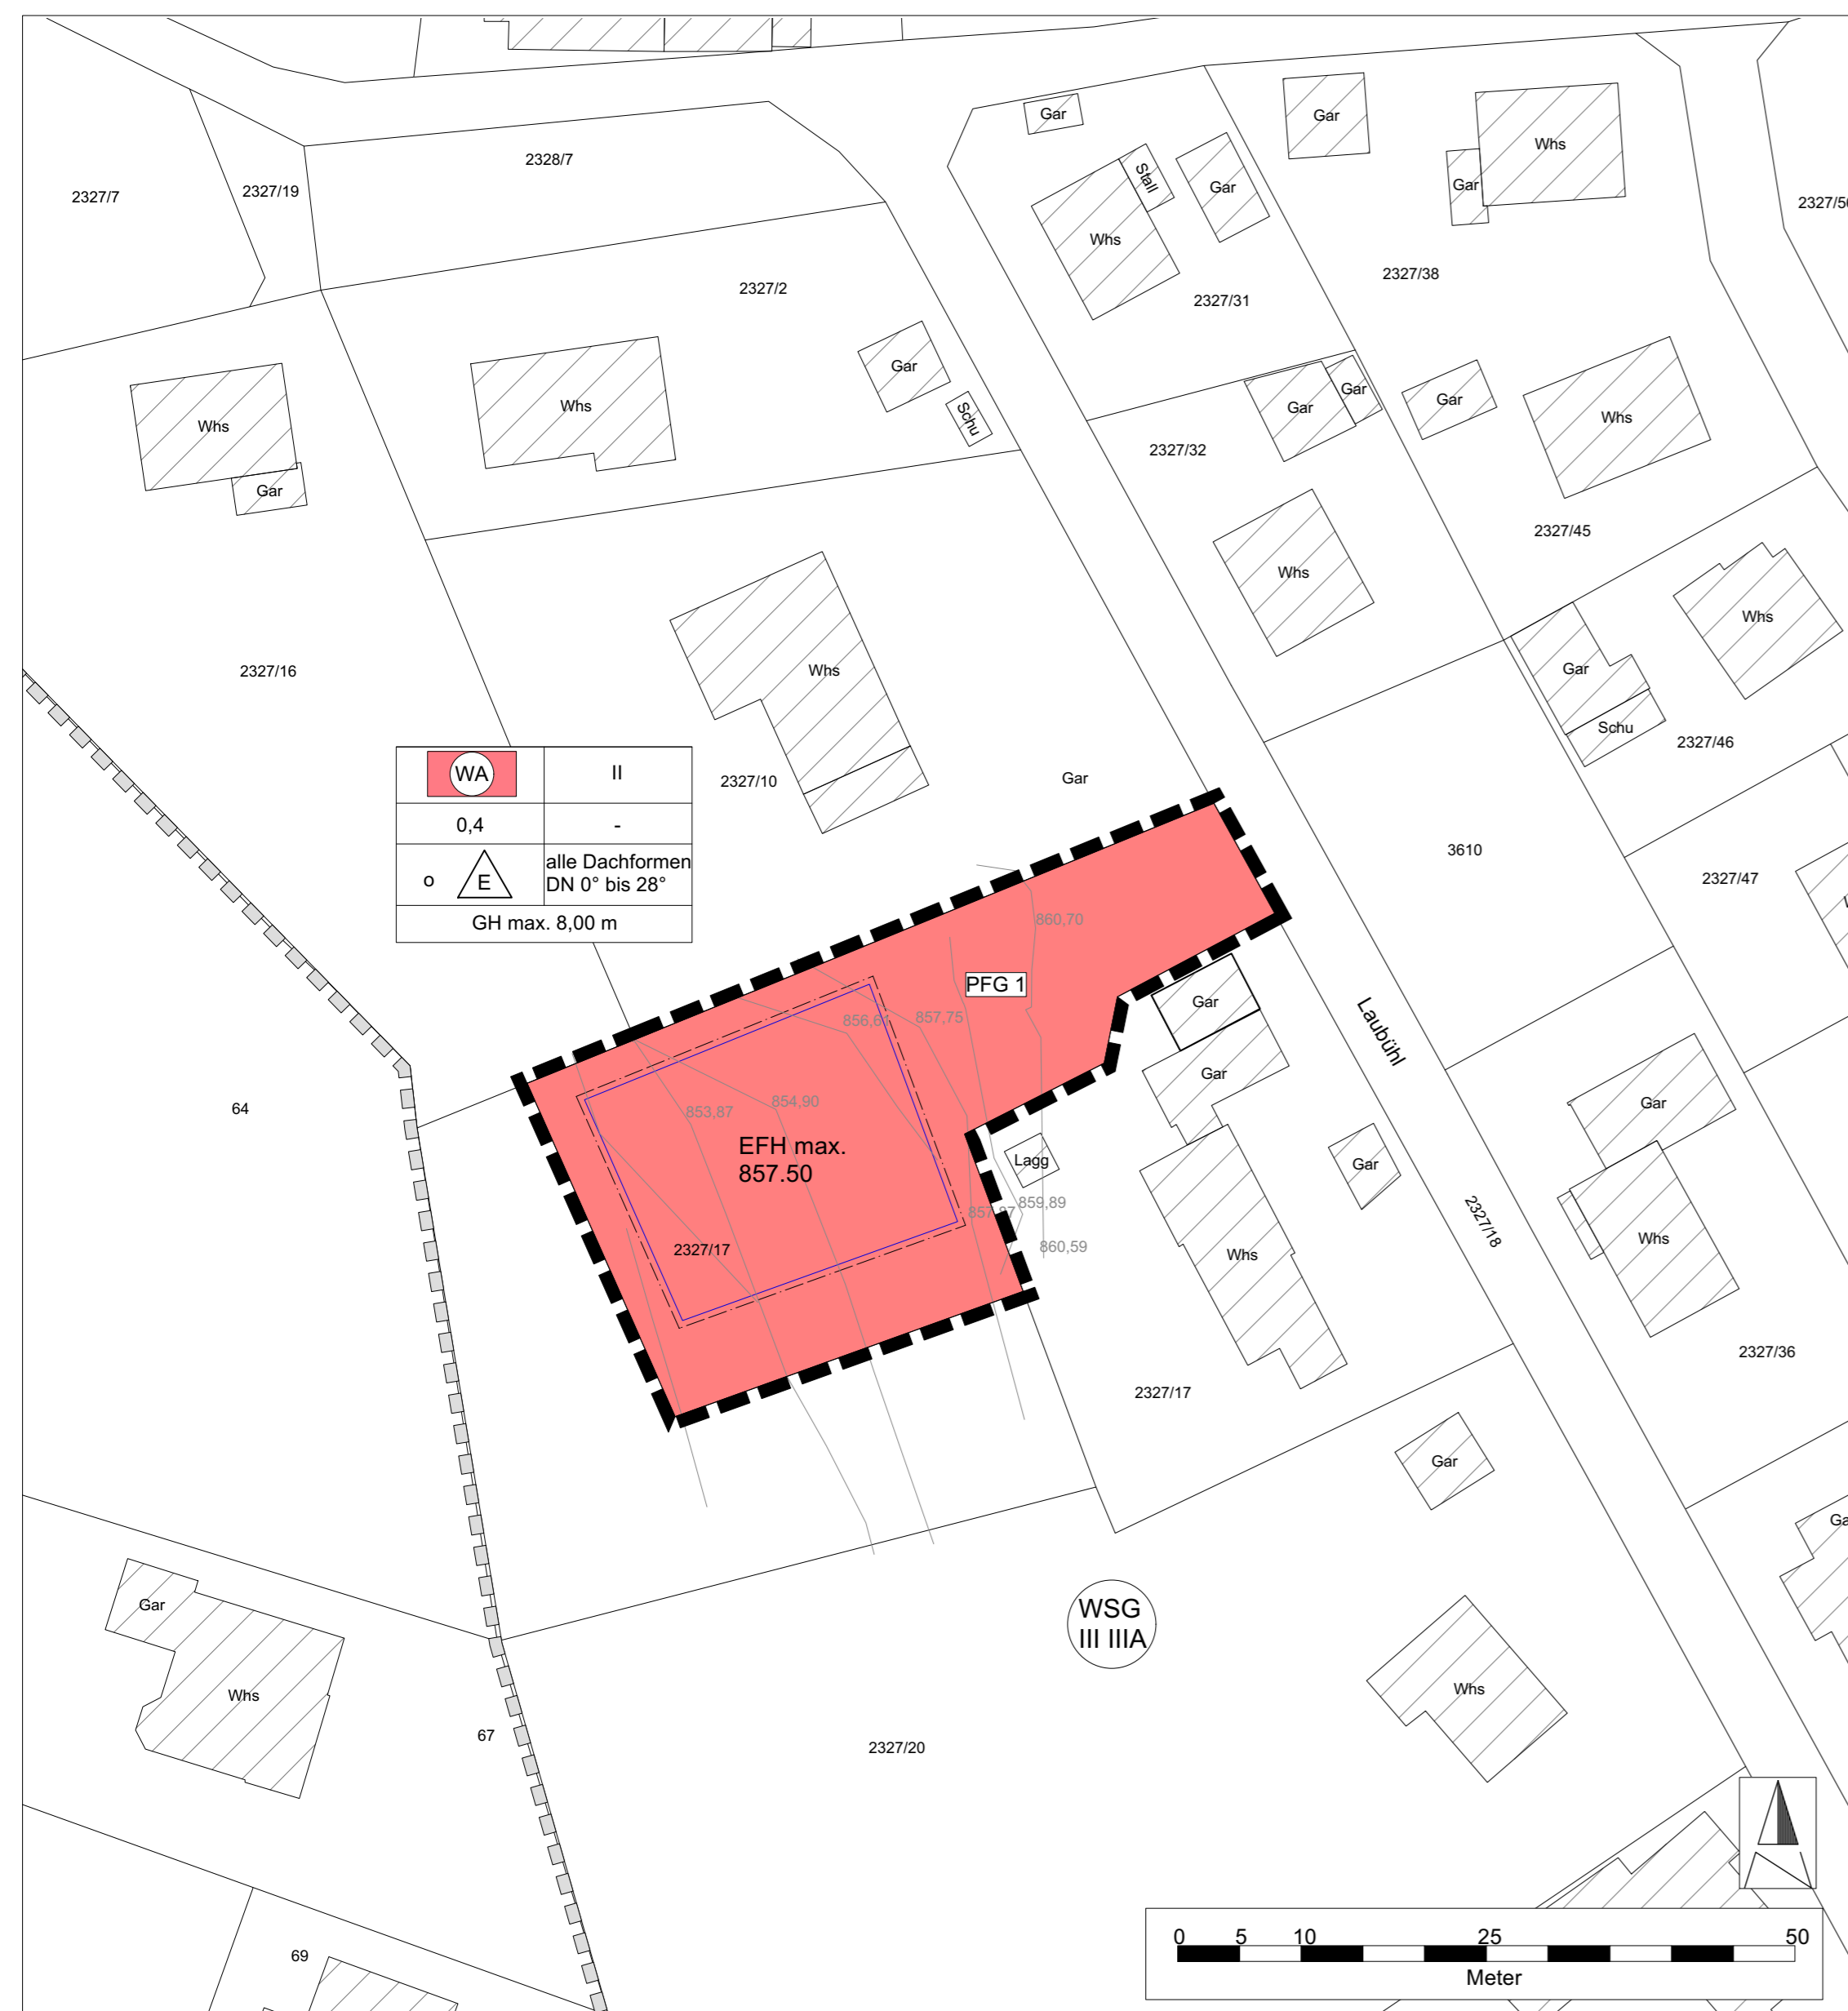 Gar
Gar
Whs
2328/7
2327/7
2327/19
Stall
Gar
Gar
Whs
2327/38
2327/2
2327/31
Gar
Whs
Whs
Gar
Schu
Gar
Gar
Gar
Whs
Gar
2327/32
2327/45
Whs
Whs
2327/16
Whs
Gar
Schu
2327/46
WA
II
2327/10
Gar
0,4
-
o
E
alle Dachformen
DN 0° bis 28°
GH max. 8,00 m
3610
2327/47
860,70
PFG 1
Gar
856,61
857,75
Laubühl
Gar
64
853,87
854,90
EFH max.
857.50
Gar
Lagg
Gar
859,89
2327/18
2327/17
860,59
Whs
Whs
2327/36
2327/17
Gar
Gar
WSG
III IIIA
Whs
Whs
67
2327/20
69
0 5 10 25 50
Meter